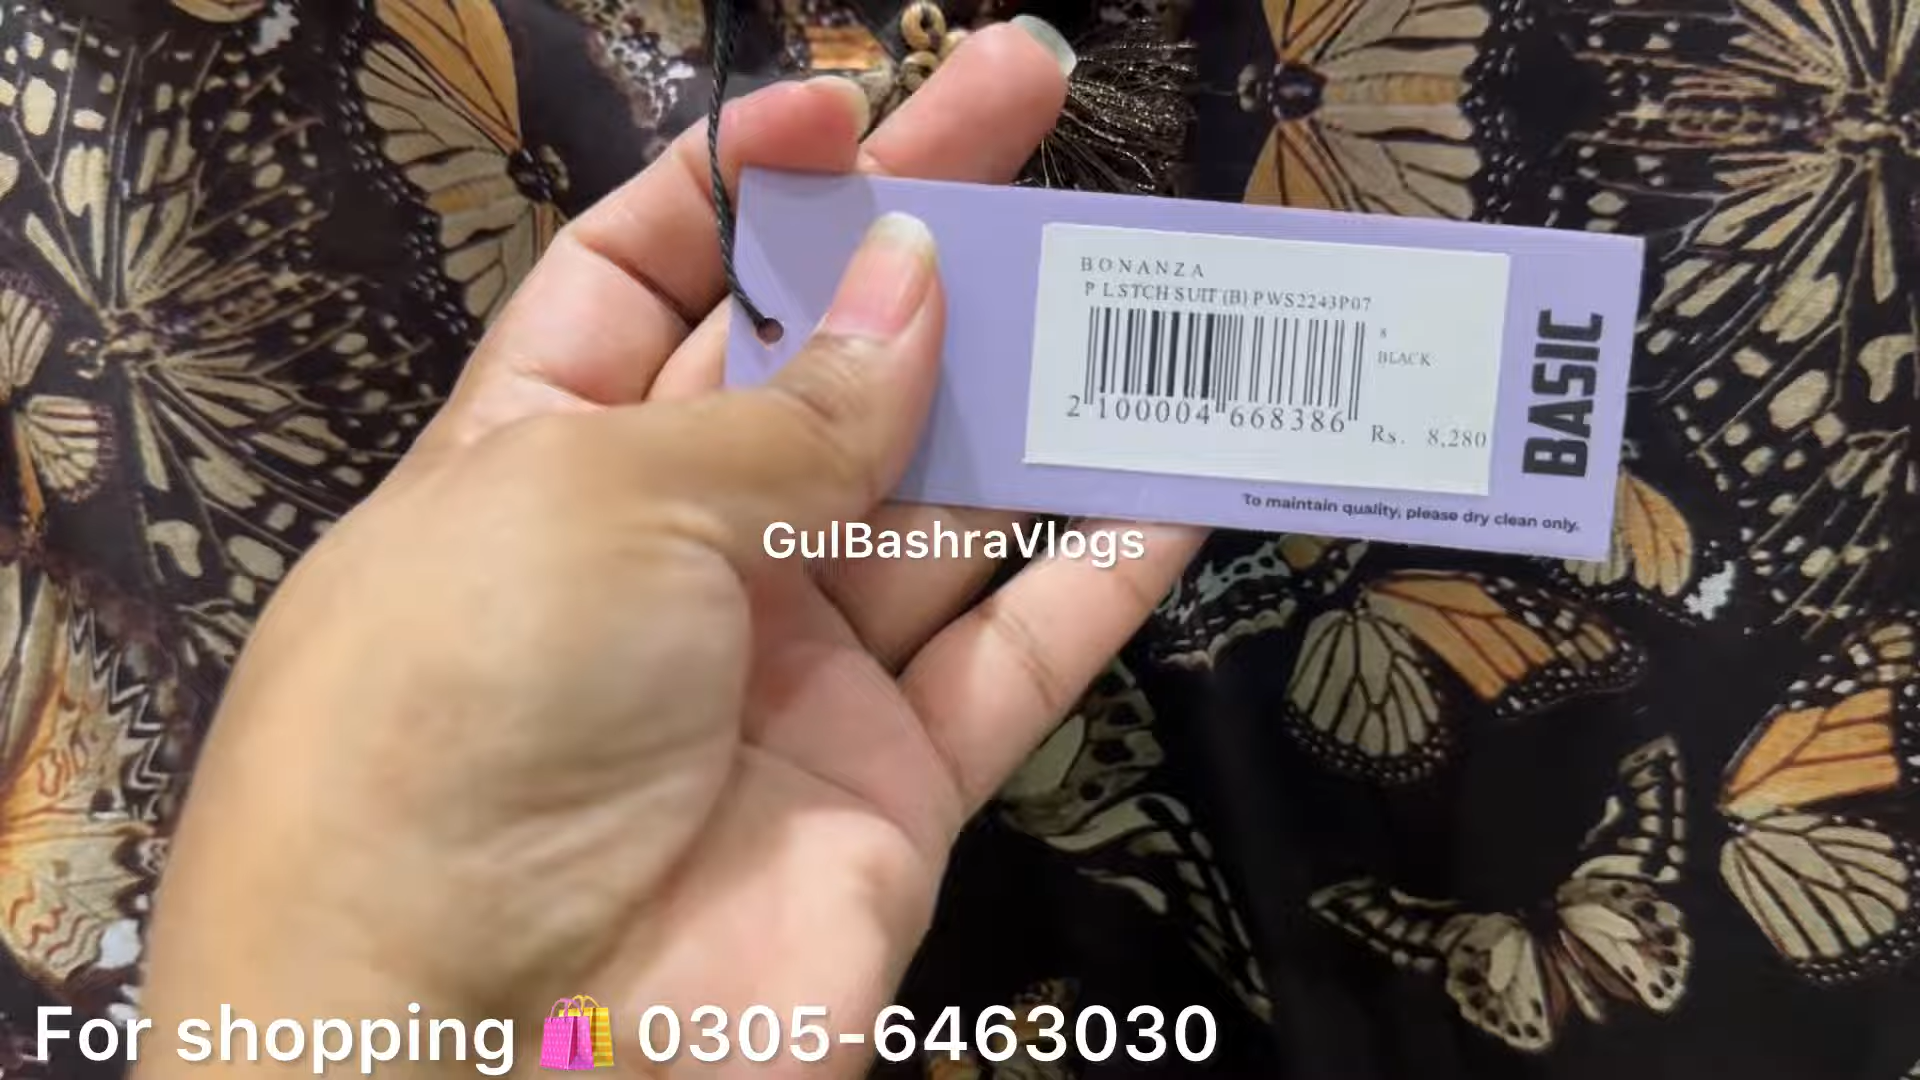 BONANZA
P L.STCH SUIT (B) PWS2243P07
8
BLACK
2 100004 668386
Rs. 8,280
BASIC
To maintain quality, please dry clean only.
GulBashraVlogs
For shopping 🛍️ 0305-6463030